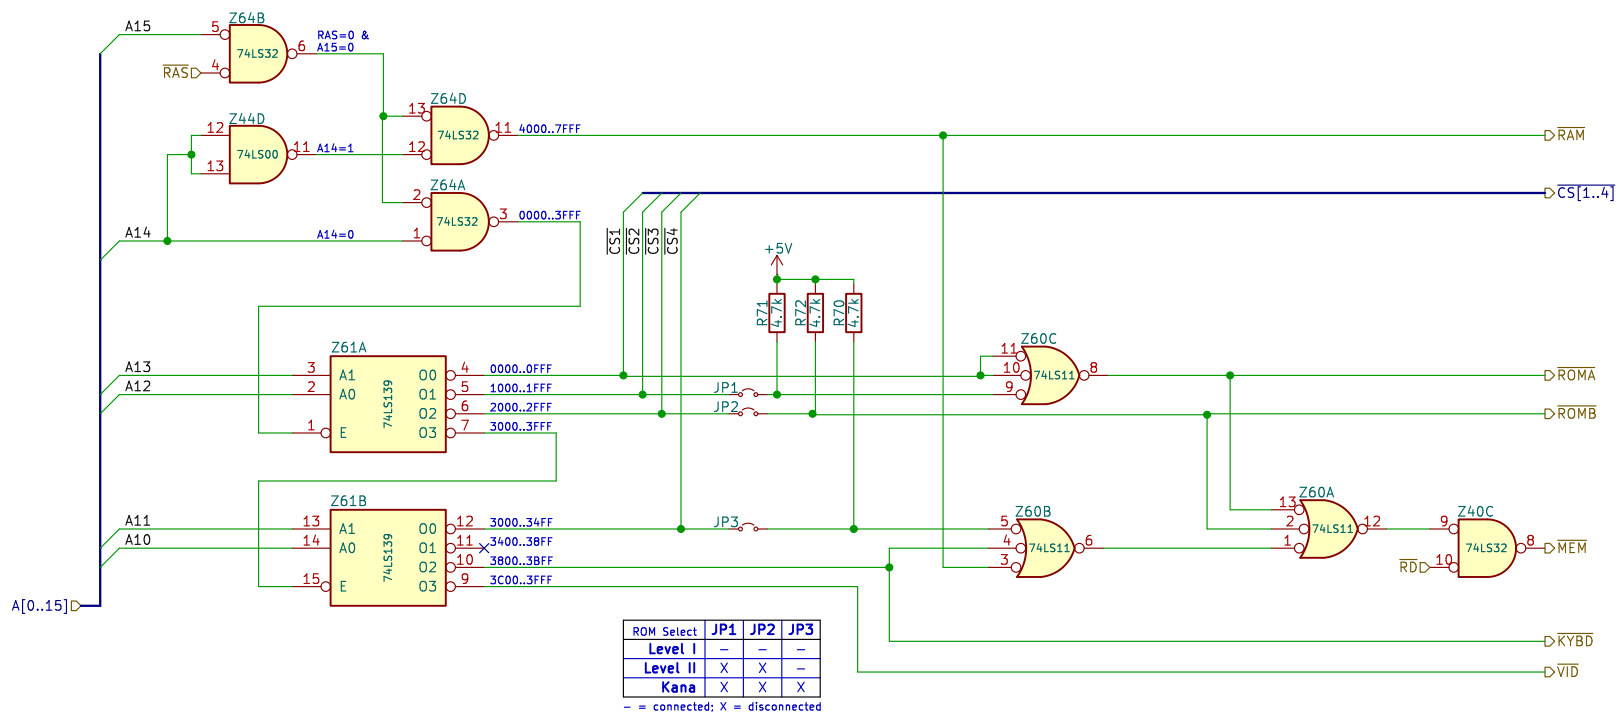 Z64B
A15
5
6
RAS=0 &
A15=0
74LS32
RAS
4
Z64D
13
74LS32
11
4000..7FFF
12
RAM
Z44D
12
74LS00
11
A14=1
13
Z64A
2
74LS32
3
0000..3FFF
1
A14
A14=0
CS[1..4]
CS1
CS2
CS3
CS4
+5V
R71
4.7k
R72
4.7k
R70
4.7k
Z61A
A13
3
A1
O0
4
0000..0FFF
A12
2
A0
O1
5
1000..1FFF
74LS139
O2
6
2000..2FFF
1
E
O3
7
3000..3FFF
JP1
JP2
Z60C
11
10
74LS11
8
9
ROMA
ROMB
Z61B
A11
13
A1
O0
12
3000..34FF
A10
14
A0
O1
11
3400..38FF
74LS139
O2
10
3800..3BFF
15
E
O3
9
3C00..3FFF
JP3
Z60B
5
4
74LS11
6
3
Z60A
13
2
74LS11
12
1
Z40C
9
74LS32
8
MEM
RD
10
A[0..15]
KYBD
VID
ROM Select JP1 JP2 JP3
Level I - - -
Level II X X -
Kana X X X
- = connected; X = disconnected